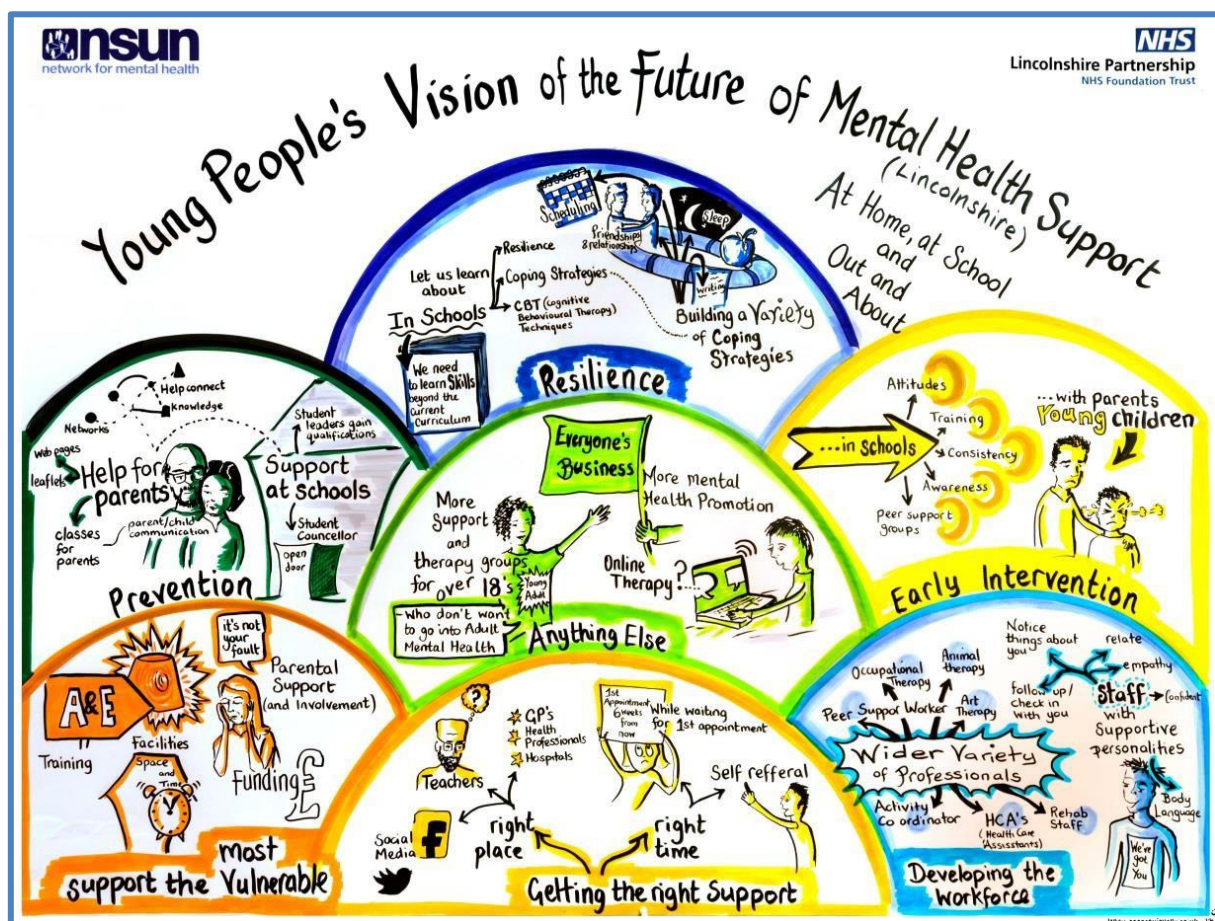 nsun
network for mental health
NHS
Lincolnshire Partnership
NHS Foundation Trust
Young People's Vision of the Future of Mental Health Support
(Lincolnshire)
At Home, at School
and
Out and
About
Scheduling
Friendships
& relationships
Sleep
writing
Let us learn
about
Resilience
Coping Strategies
CBT (Cognitive
Behavioural Therapy)
Techniques
In Schools
We need
to learn Skills
beyond the
current
Curriculum
Building a Variety
of Coping
Strategies
Resilience
Help connect
Knowledge
Networks
Web pages
leaflets
Help for
parents
classes
for
parents
parent/child
communication
Student
leaders gain
qualifications
Support
at schools
Student
Councellor
open
door
Prevention
Everyone's
Business
More
Support
and
therapy groups
for over 18's
Young
Adult
Who don't want
to go into Adult
Mental Health
More mental
Health Promotion
Online
Therapy?...
Anything Else
...in schools
Attitudes
Training
Consistency
Awareness
Peer support
groups
...with parents
Young children
Early Intervention
A&E
Training
Facilities
Space
and
Time
it's not
your
fault
Parental
Support
(and Involvement)
Funding £
support the most Vulnerable
Teachers
?
GP's
Health
Professionals
Hospitals
Social
Media
f
right
place
1st
Appointment
6 weeks
from
now
While waiting
for 1st appointment
Self refferal
right
time
Getting the right Support
Occupational
Therapy
Animal
therapy
Peer Suppor Worker
Art
Therapy
Wider Variety
of Professionals
Activity
Co ordinator
HCA's
(Health Care
Assisstants)
Rehab
Staff
Notice
things about
you
relate
empathy
follow up/
check in
with you
Staff
Confident
with
Supportive
personalities
Body
Language
We've
got
You
Developing the
Workforce